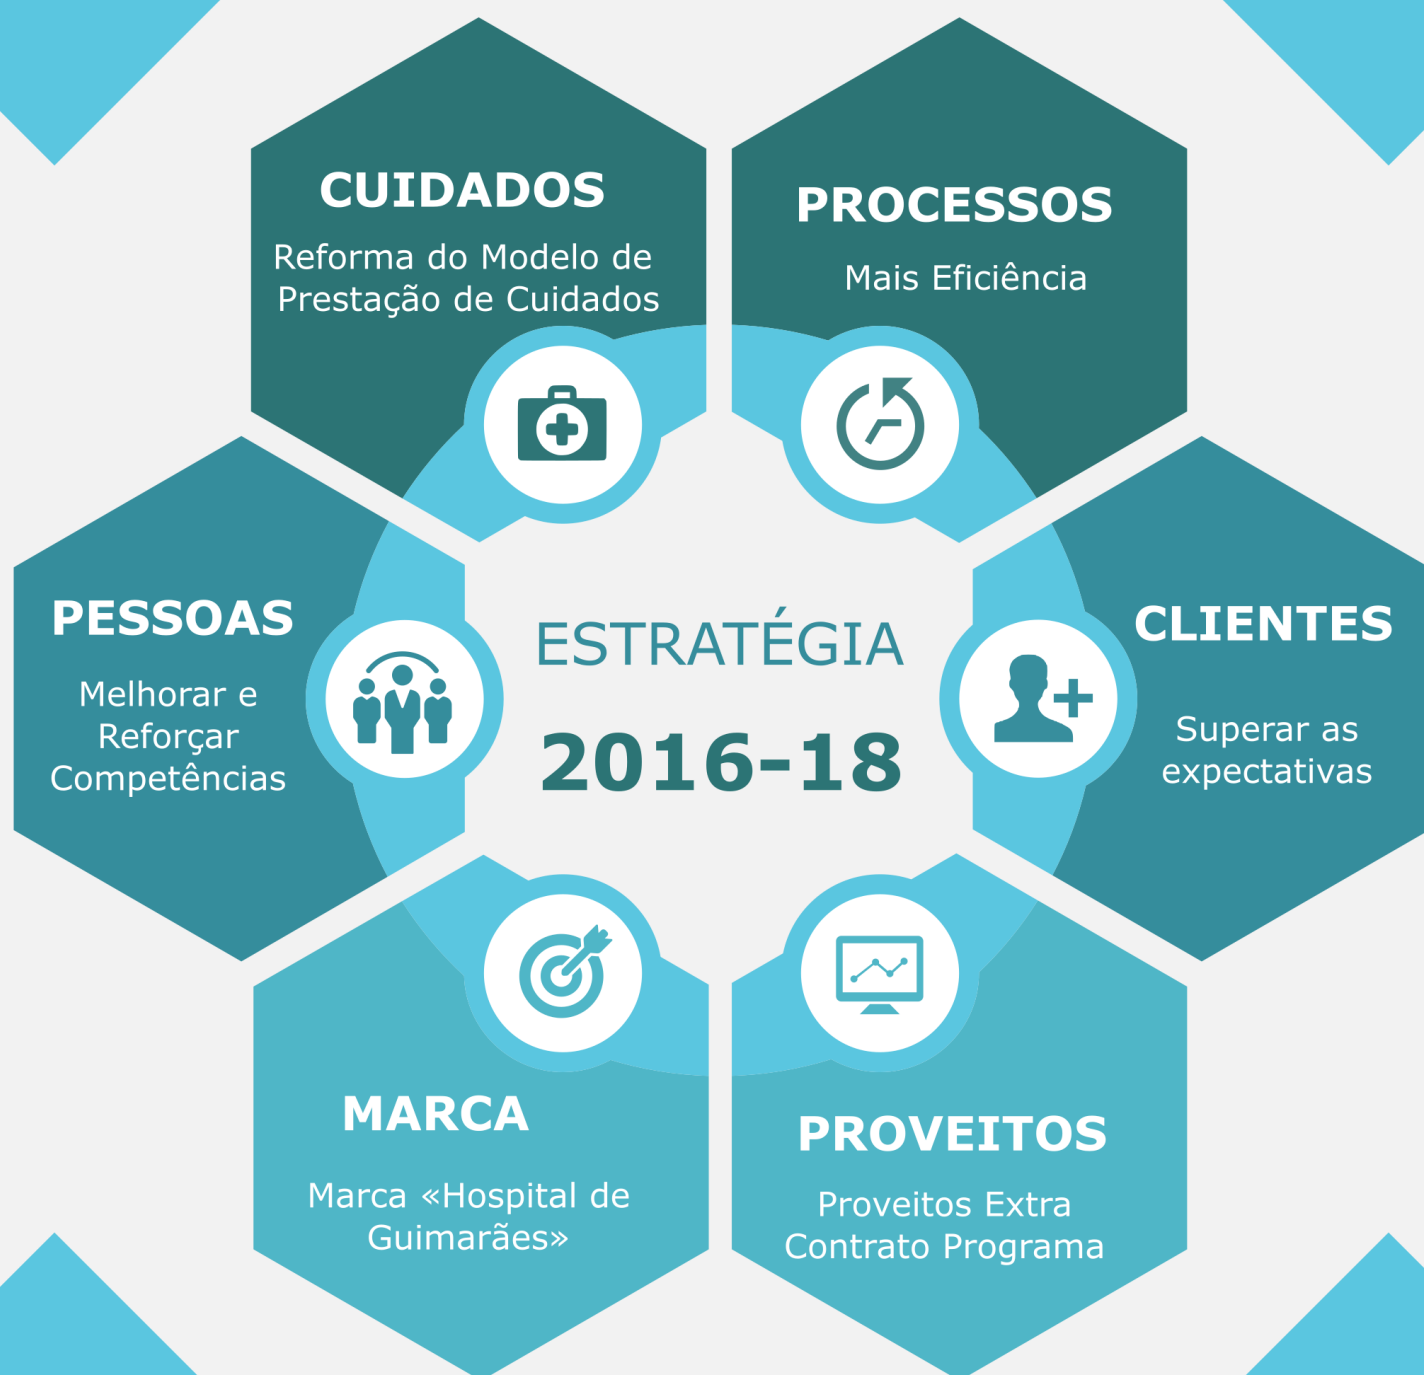 CUIDADOS
Reforma do Modelo de
Prestação de Cuidados
PROCESSOS
Mais Eficiência
PESSOAS
Melhorar e
Reforçar
Competências
ESTRATÉGIA
2016-18
CLIENTES
Superar as
expectativas
MARCA
Marca «Hospital de
Guimarães»
PROVEITOS
Proveitos Extra
Contrato Programa